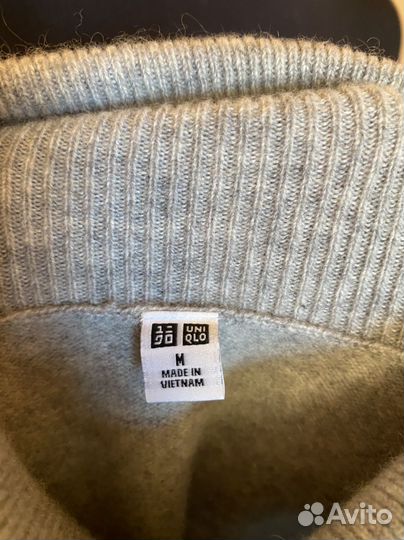 ユニ UNI
クロ QLO
M
MADE IN
VIETNAM
Avito